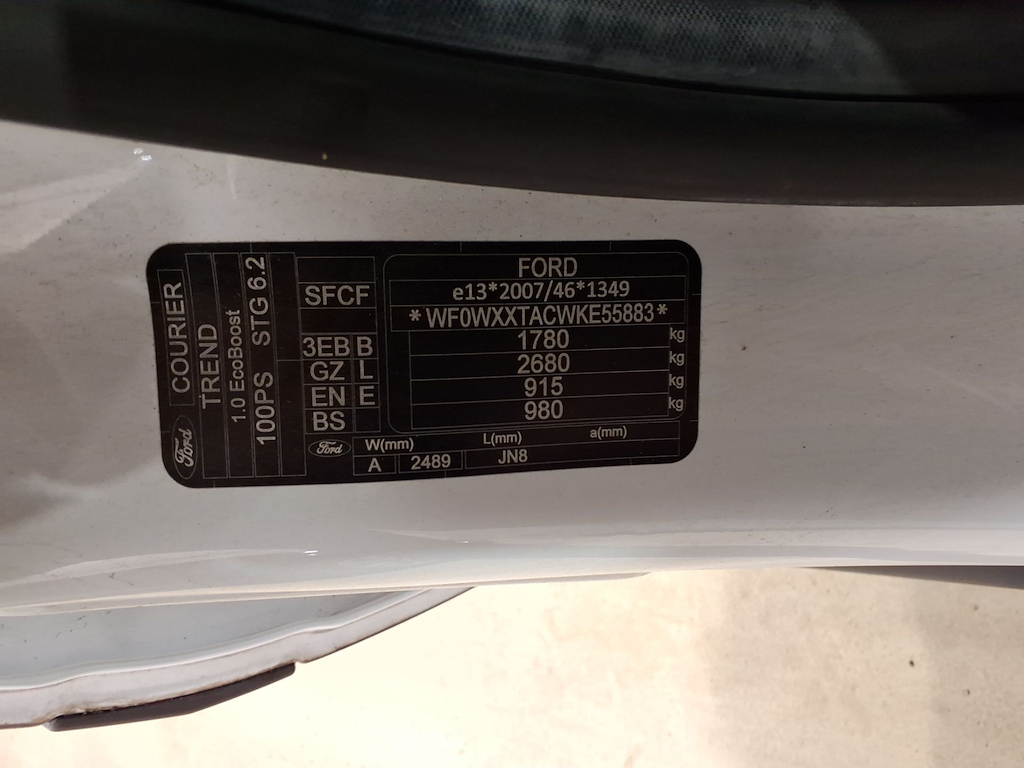 FORD
e13*2007/46*1349
*WF0WXXTACWKE55883*
1780 kg
2680 kg
915 kg
980 kg
SFCF
3EB B
GZ L
EN E
BS
Ford W(mm) L(mm) a(mm)
A 2489 JN8
Ford COURIER
TREND
1.0 EcoBoost
100PS STG 6.2